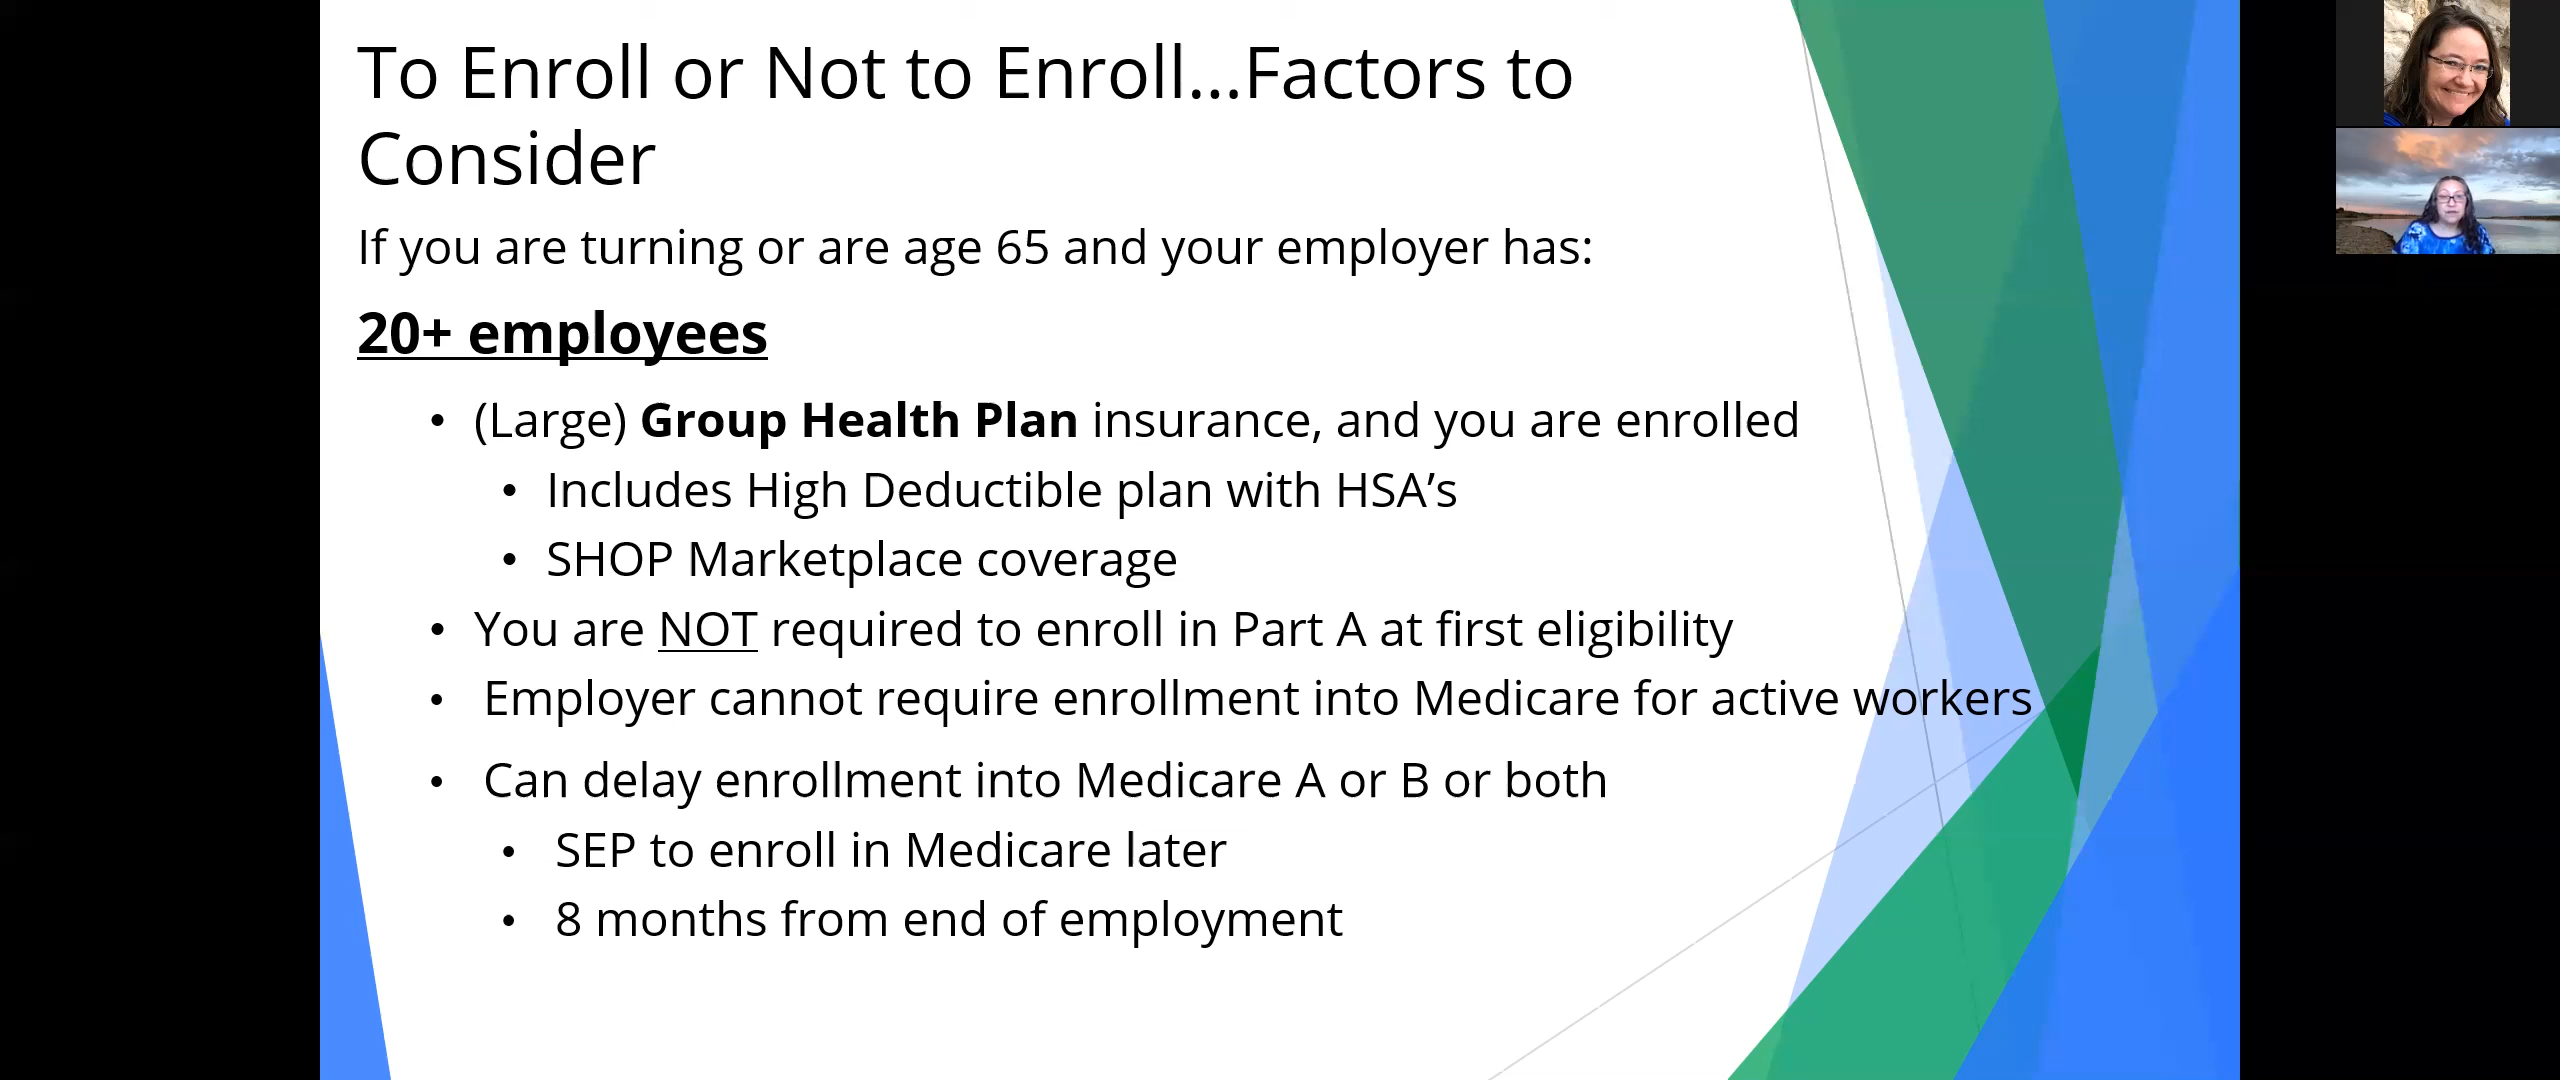 To Enroll or Not to Enroll...Factors to
Consider
If you are turning or are age 65 and your employer has:
20+ employees
• (Large) Group Health Plan insurance, and you are enrolled
• Includes High Deductible plan with HSA’s
• SHOP Marketplace coverage
• You are NOT required to enroll in Part A at first eligibility
• Employer cannot require enrollment into Medicare for active workers
• Can delay enrollment into Medicare A or B or both
• SEP to enroll in Medicare later
• 8 months from end of employment